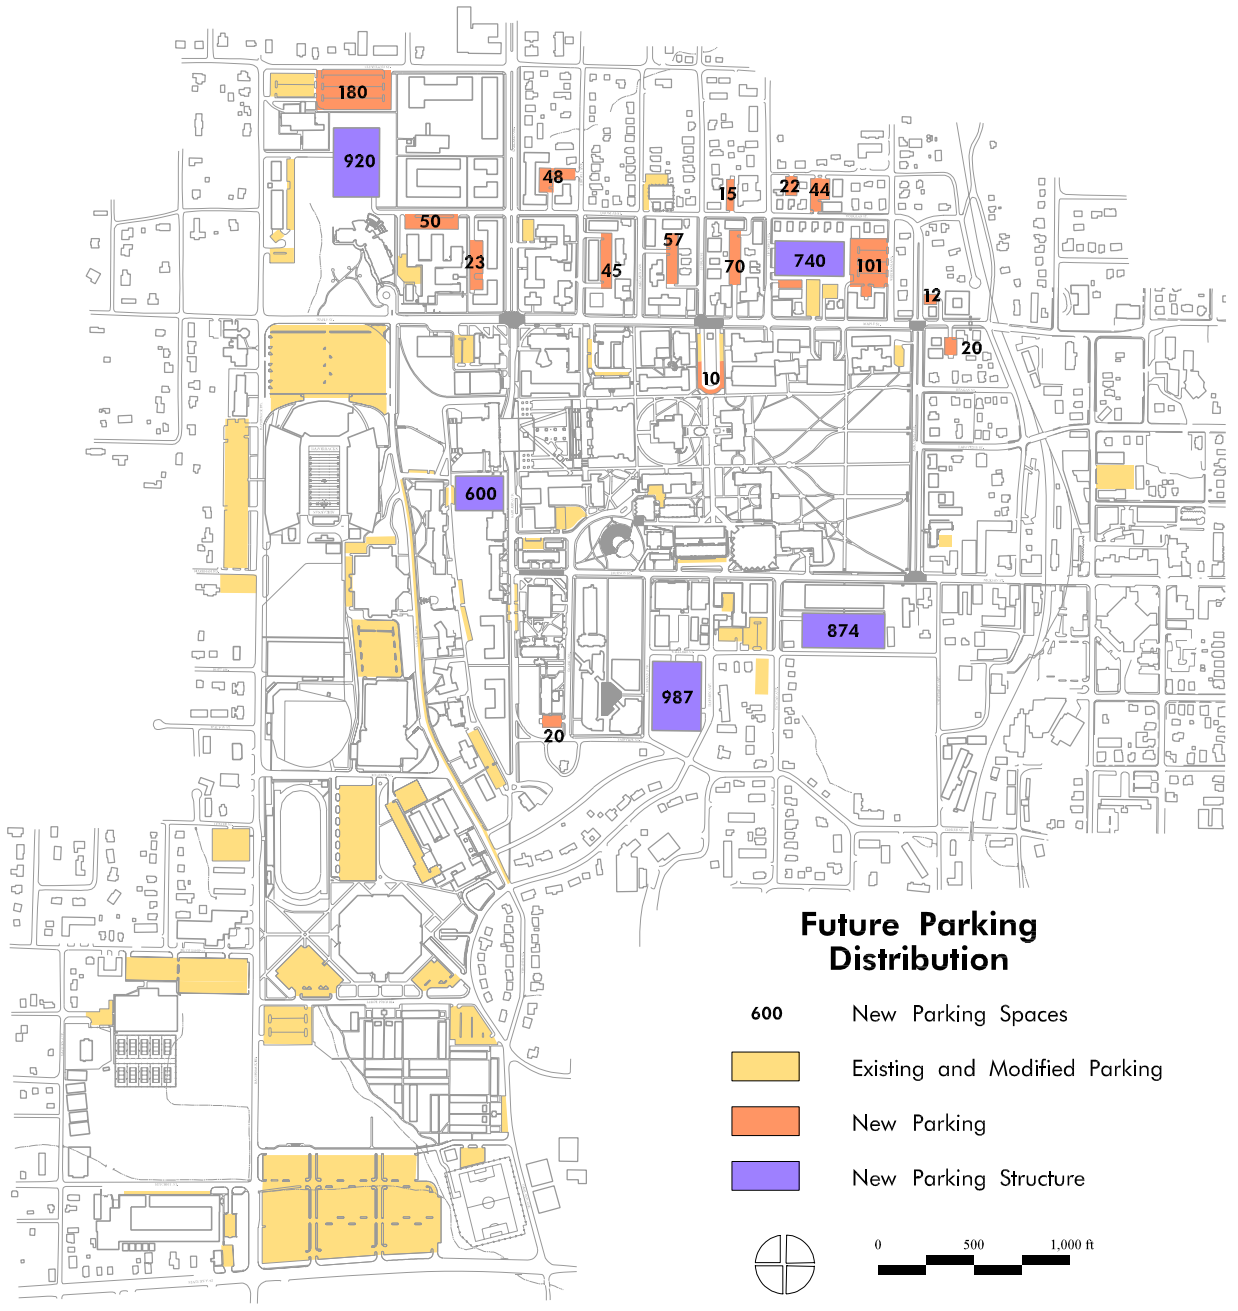 180
920
48
15
22
44
50
23
45
57
70
740
101
12
20
10
600
874
987
20
Future Parking
Distribution
600 New Parking Spaces
Existing and Modified Parking
New Parking
New Parking Structure
0 500 1,000 ft